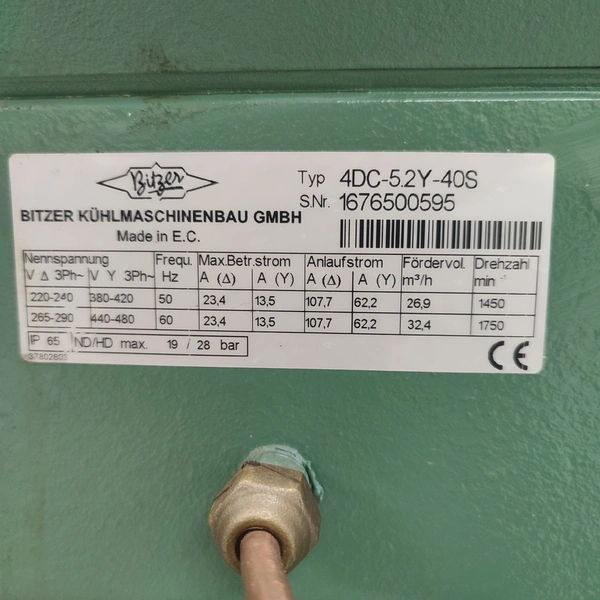 Bitzer
Typ 4DC-5.2Y-40S
S.Nr. 1676500595
BITZER KÜHLMASCHINENBAU GMBH
Made in E.C.
Nennspannung Frequ. Max.Betr.strom Anlaufstrom Fördervol. Drehzahl
V Δ 3Ph~ V Y 3Ph~ Hz A (Δ) A (Y) A (Δ) A (Y) m³/h min
220-240 380-420 50 23,4 13,5 107,7 62,2 26,9 1450
265-290 440-480 60 23,4 13,5 107,7 62,2 32,4 1750
IP 65 ND/HD max. 19 / 28 bar
37802803
CE